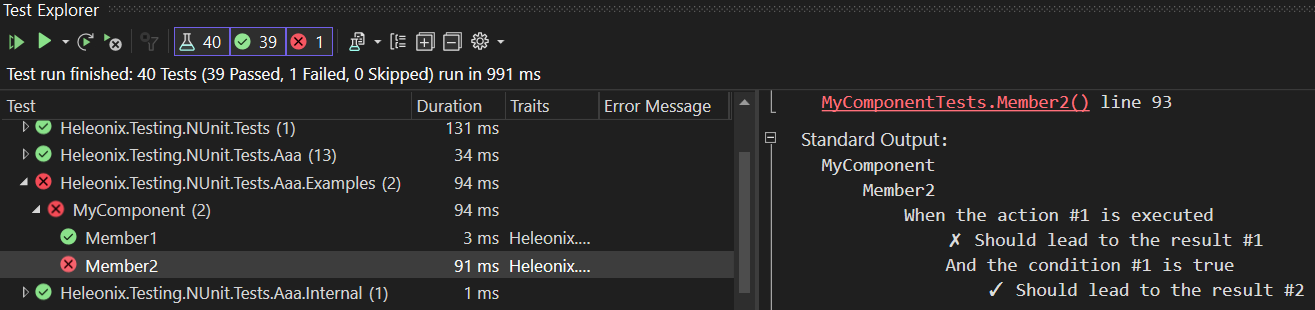 Test Explorer
40 39 1
Test run finished: 40 Tests (39 Passed, 1 Failed, 0 Skipped) run in 991 ms
Test Duration Traits Error Message
Heleonix.Testing.NUnit.Tests (1) 131 ms
Heleonix.Testing.NUnit.Tests.Aaa (13) 34 ms
Heleonix.Testing.NUnit.Tests.Aaa.Examples (2) 94 ms
MyComponent (2) 94 ms
Member1 3 ms Heleonix....
Member2 91 ms Heleonix....
Heleonix.Testing.NUnit.Tests.Aaa.Internal (1) 1 ms
MyComponentTests.Member2() line 93
Standard Output:
MyComponent
Member2
When the action #1 is executed
✗ Should lead to the result #1
And the condition #1 is true
✓ Should lead to the result #2